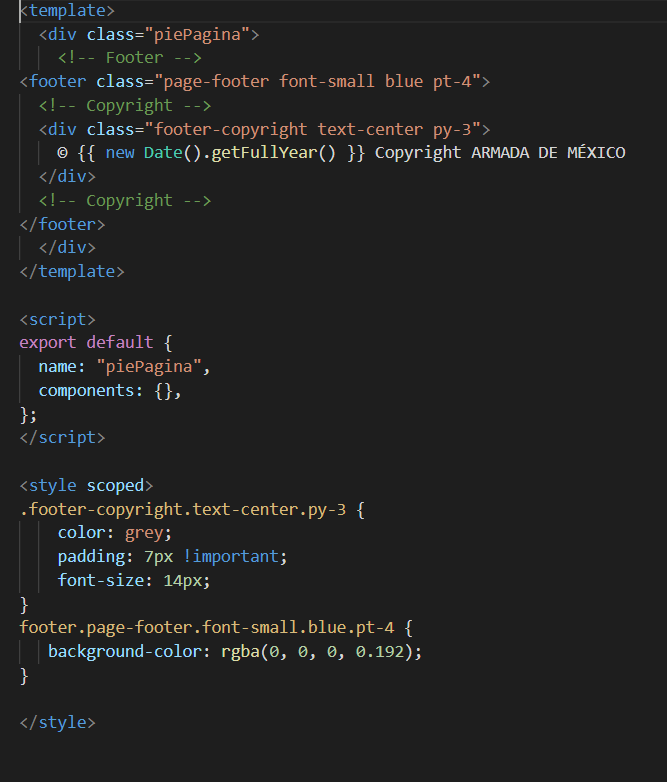 <template>
  <div class="piePagina">
    <!-- Footer -->
<footer class="page-footer font-small blue pt-4">
  <!-- Copyright -->
  <div class="footer-copyright text-center py-3">
    © {{ new Date().getFullYear() }} Copyright ARMADA DE MÉXICO
  </div>
  <!-- Copyright -->
</footer>
  </div>
</template>

<script>
export default {
  name: "piePagina",
  components: {},
};
</script>

<style scoped>
.footer-copyright.text-center.py-3 {
    color: grey;
    padding: 7px !important;
    font-size: 14px;
}
footer.page-footer.font-small.blue.pt-4 {
   background-color: rgba(0, 0, 0, 0.192);
}

</style>